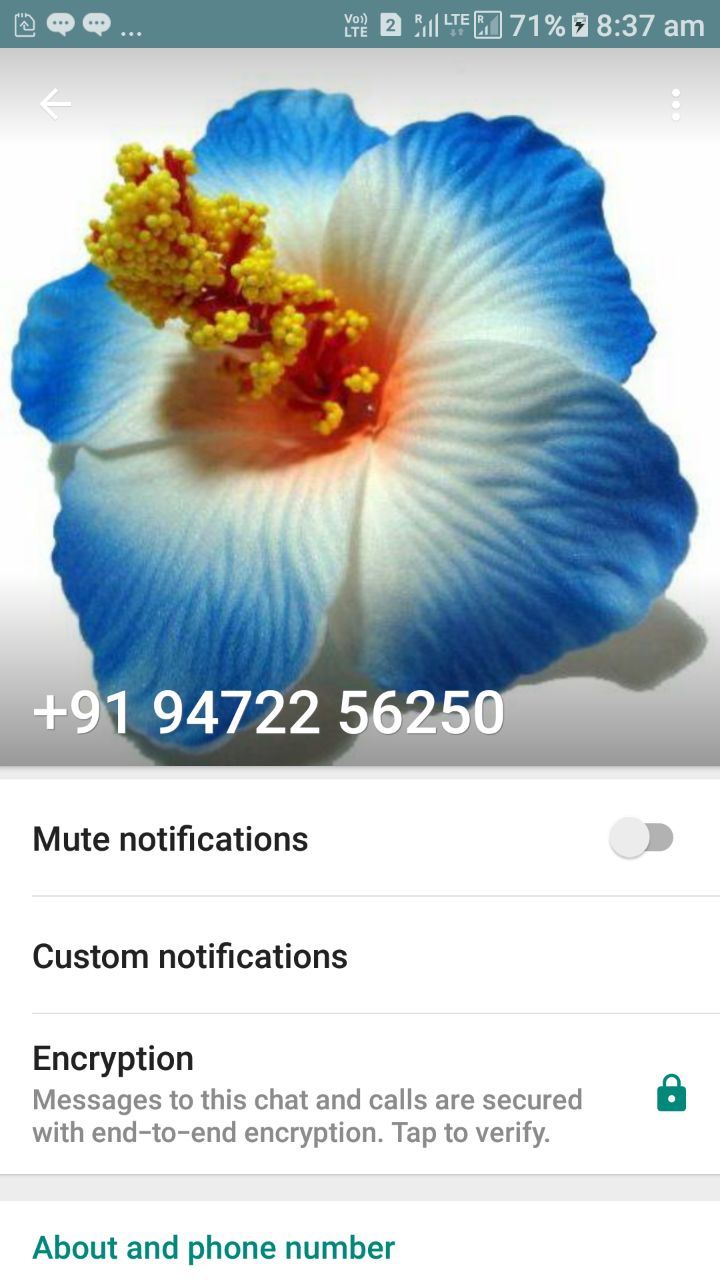 Vo)) LTE 2 R LTE R 71% 8:37 am
+91 94722 56250
Mute notifications
Custom notifications
Encryption
Messages to this chat and calls are secured
with end-to-end encryption. Tap to verify.
About and phone number